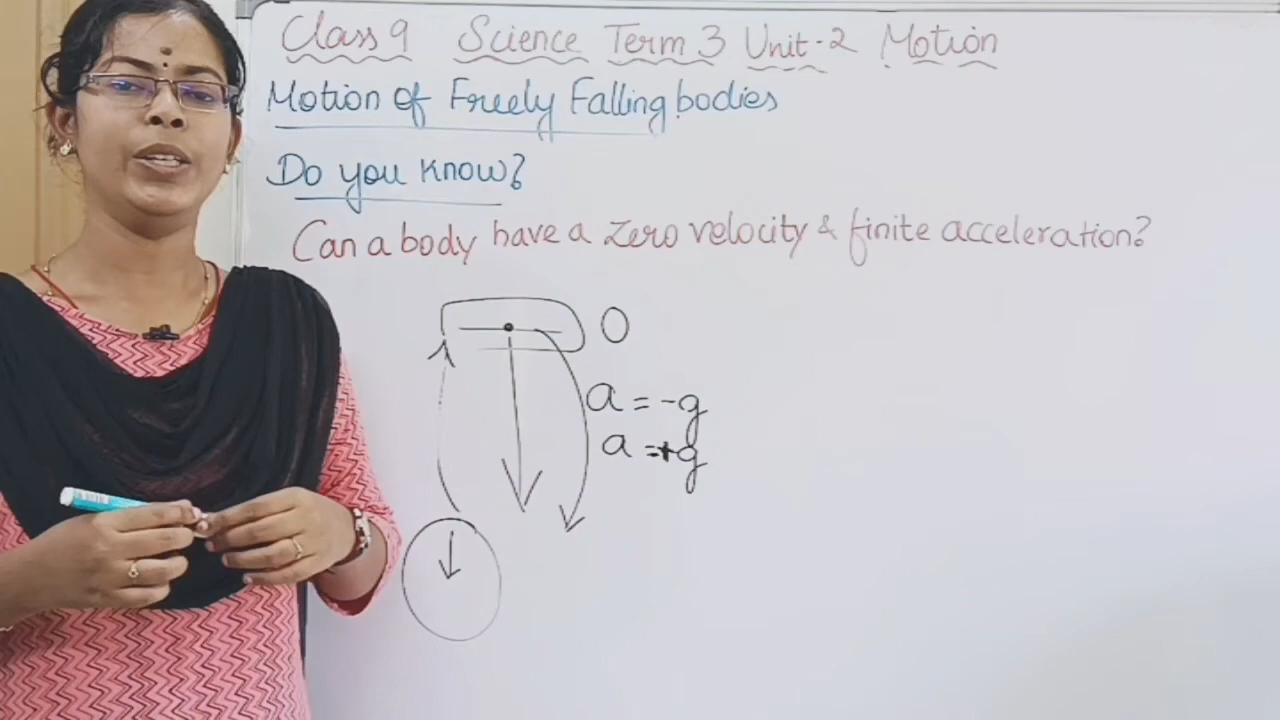 Class 9 Science Term 3 Unit-2 Motion
Motion of Freely Falling bodies
Do you know?
Can a body have a zero velocity & finite acceleration?
0
a = -g
a = +g